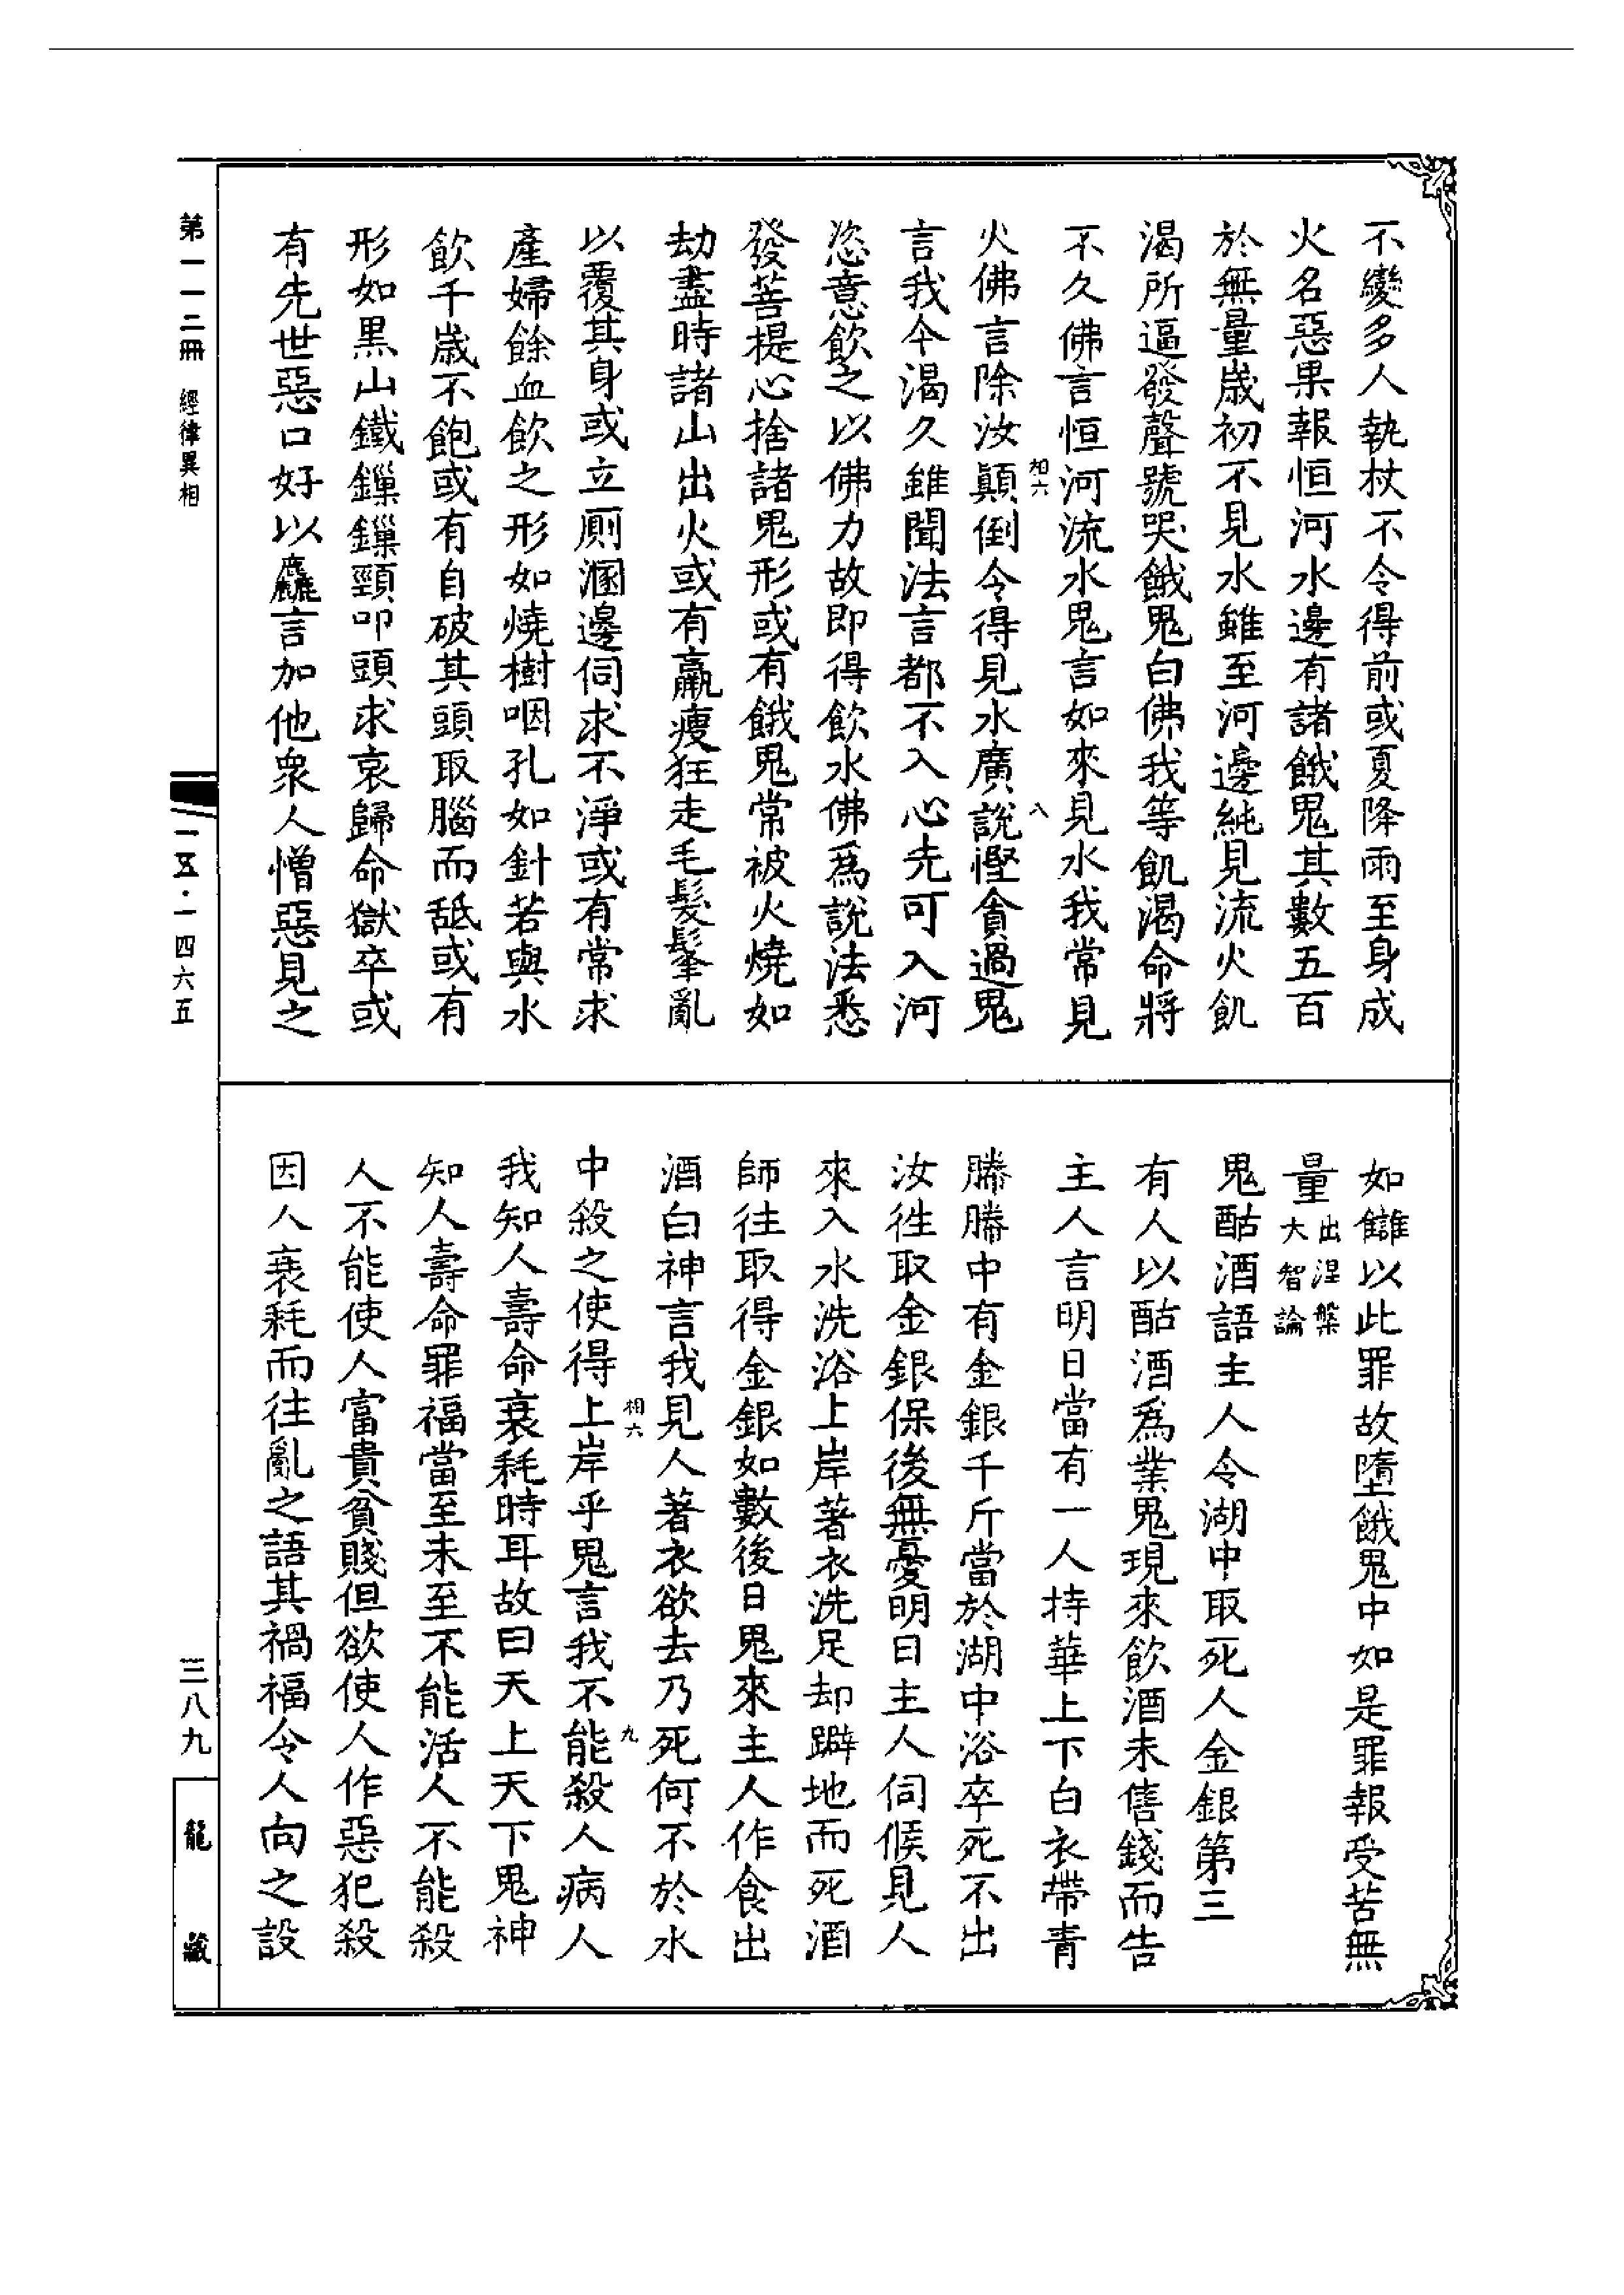 不變多人執杖不令得前或夏降雨至身成
火名惡果報恒河水邊有諸餓鬼其數五百
於無量歲初不見水雖至河邊純見流火飢
渴所逼發聲號哭餓鬼白佛我等飢渴命將
不久佛言恒河流水鬼言如來見水我常見
相六
八
火佛言除汝顛倒令得見水廣說慳貪過鬼
言我今渴久雖聞法言都不入心先可入河
恣意飲之以佛力故即得飲水佛為說法悉
發菩提心捨諸鬼形或有餓鬼常被火燒如
劫盡時諸山出火或有羸瘦狂走毛髮髼亂
以覆其身或立廁溷邊伺求不淨或有常求
產婦餘血飲之形如燒樹咽孔如針若與水
飲千歲不飽或有自破其頭取腦而舐或有
形如黑山鐵鏁鏁頸叩頭求哀歸命獄卒或
有先世惡口好以麤言加他眾人憎惡見之
如讎以此罪故墮餓鬼中如是罪報受苦無
量出涅槃
大智論
鬼酤酒語主人令湖中取死人金銀第三
有人以酤酒為業鬼現來飲酒未售錢而告
主人言明日當有一人持華上下白衣帶青
縢縢中有金銀千斤當於湖中浴卒死不出
汝徃取金銀保後無憂明日主人伺候見人
來入水洗浴上岸著衣洗足却躃地而死酒
師往取得金銀如數後日鬼來主人作食出
酒白神言我見人著衣欲去乃死何不於水
相六
九
中殺之使得上岸乎鬼言我不能殺人病人
我知人壽命衰耗時耳故曰天上天下鬼神
知人壽命罪福當至未至不能活人不能殺
人不能使人富貴貧賤但欲使人作惡犯殺
因人衰耗而往亂之語其禍福令人向之設
第一一二冊 經律異相
一五·一四六五
三八九
龍藏